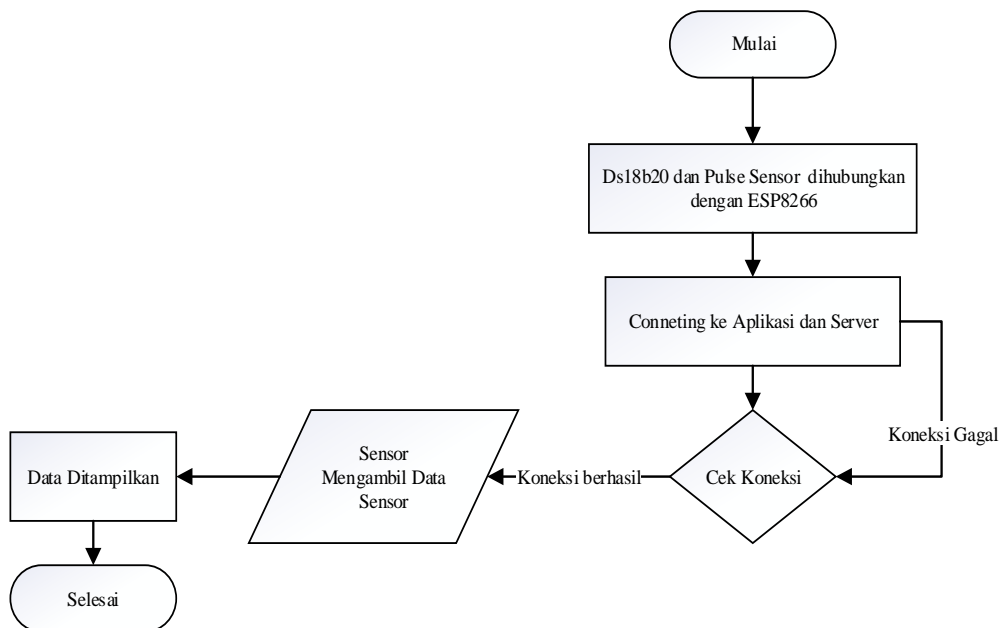 Mulai
Ds18b20 dan Pulse Sensor dihubungkan
dengan ESP8266
Conneting ke Aplikasi dan Server
Koneksi Gagal
Cek Koneksi
Koneksi berhasil
Sensor
Mengambil Data
Sensor
Data Ditampilkan
Selesai